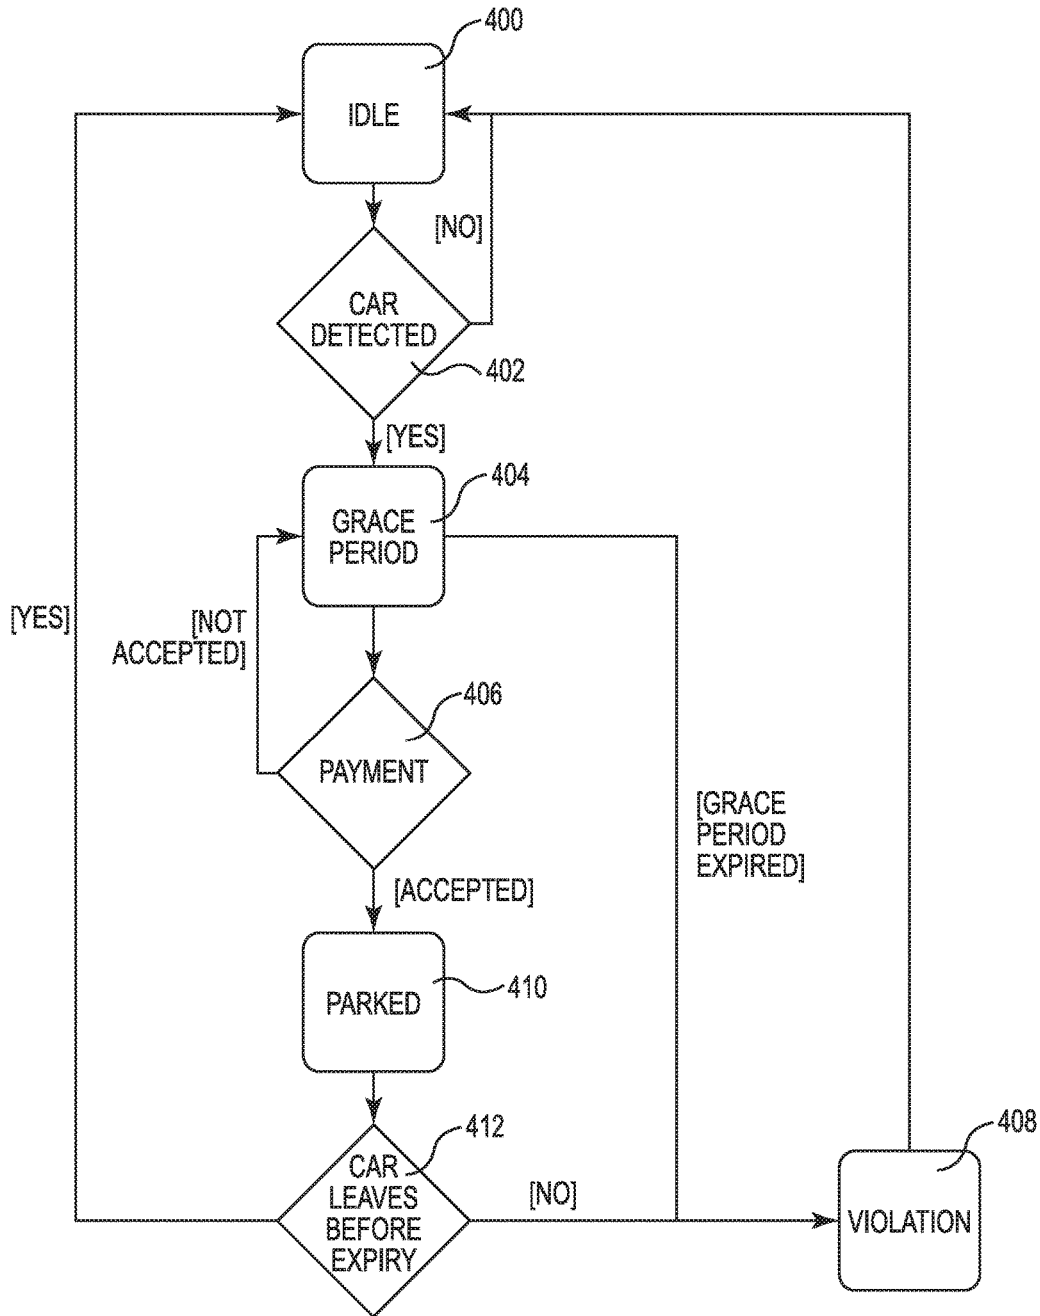 400
IDLE
[NO]
CAR
DETECTED
402
[YES]
404
GRACE
PERIOD
[YES]
[NOT
ACCEPTED]
406
PAYMENT
[GRACE
PERIOD
EXPIRED]
[ACCEPTED]
PARKED
410
412
CAR
LEAVES
BEFORE
EXPIRY
[NO]
408
VIOLATION